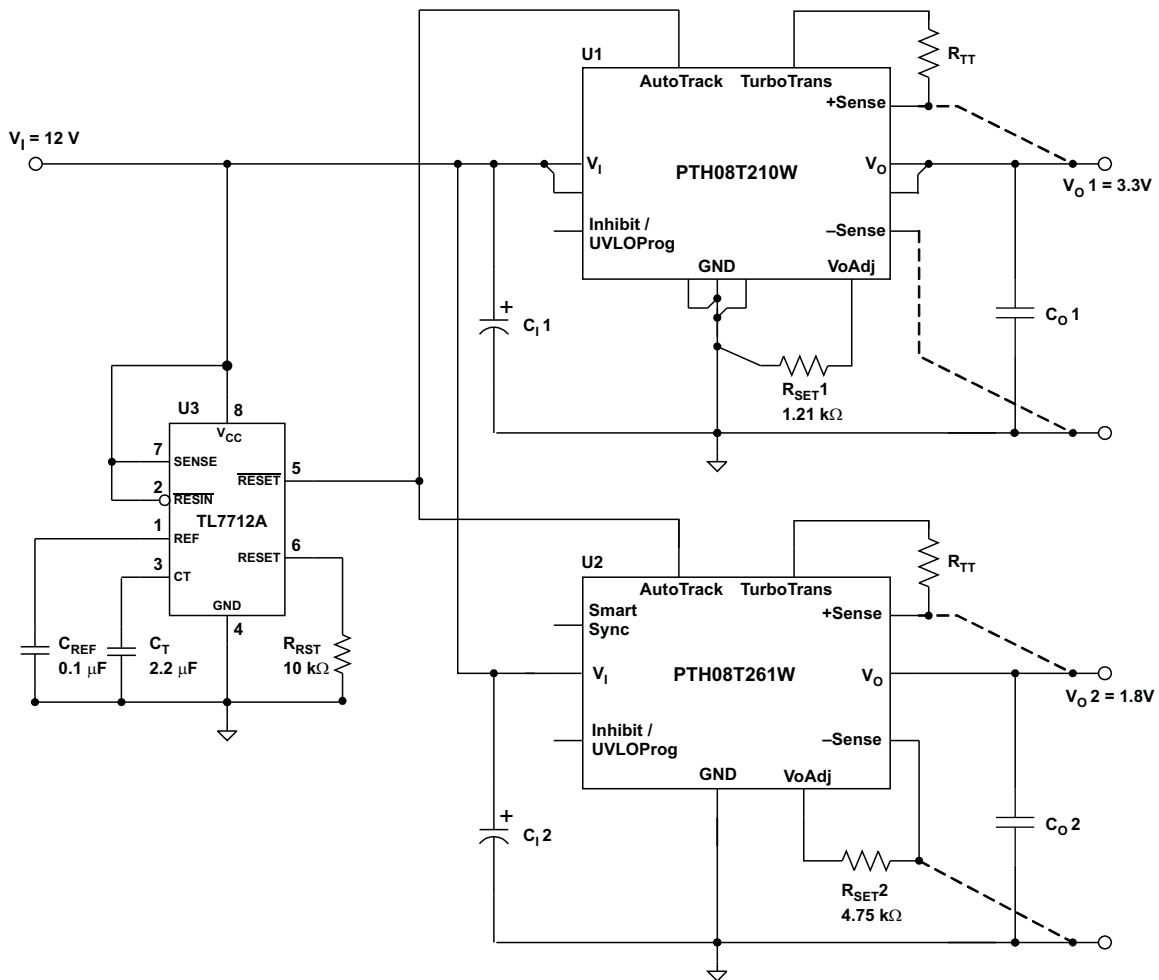 U1
AutoTrack TurboTrans
R_TT
+Sense
V_I = 12 V
V_I
PTH08T210W
V_O
V_O 1 = 3.3V
Inhibit /
UVLOProg
–Sense
GND
VoAdj
+
C_I 1
C_O 1
R_SET 1
1.21 kΩ
U3
8
V_CC
7
SENSE
5
RESET
2
RESIN
TL7712A
1
REF
6
RESET
3
CT
GND
4
C_REF
0.1 µF
C_T
2.2 µF
R_RST
10 kΩ
U2
AutoTrack TurboTrans
R_TT
Smart
Sync
+Sense
V_I
PTH08T261W
V_O
V_O 2 = 1.8V
Inhibit /
UVLOProg
–Sense
GND
VoAdj
+
C_I 2
C_O 2
R_SET 2
4.75 kΩ